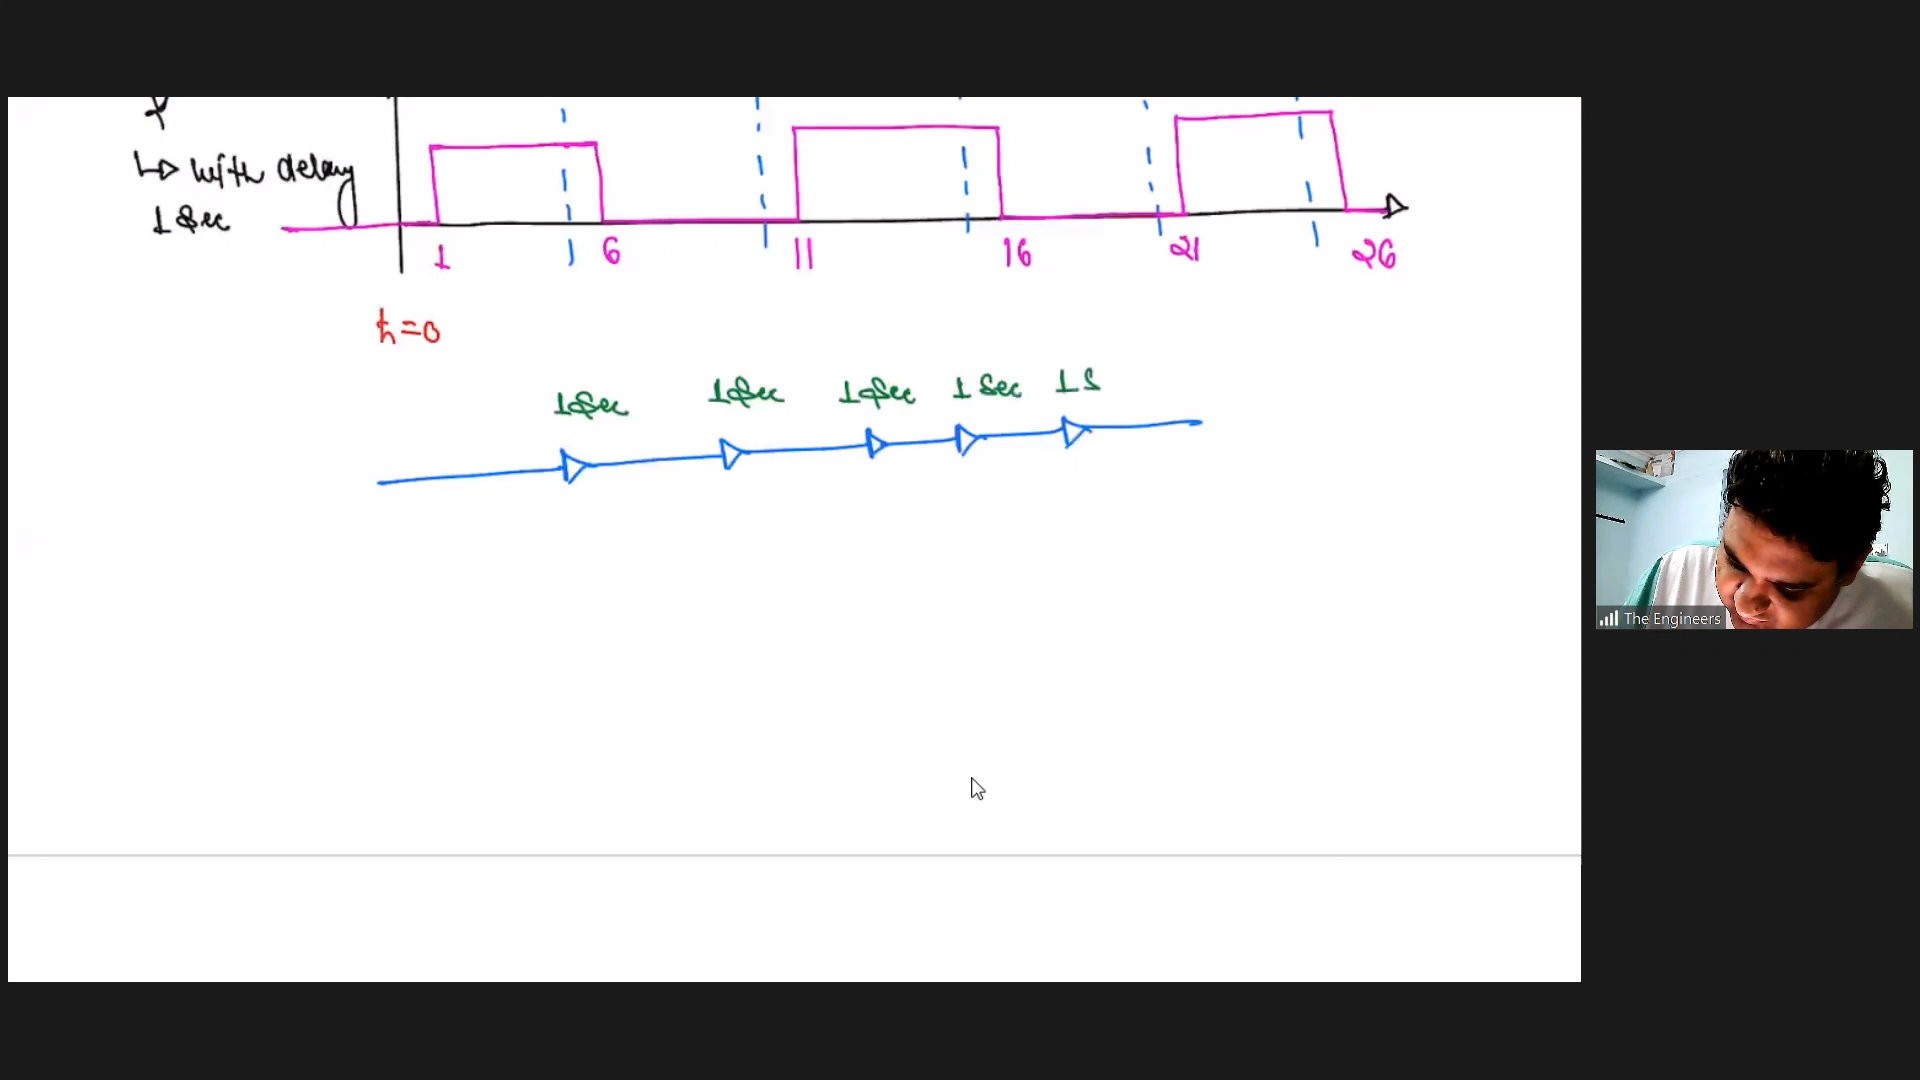 Y
↳ with delay
1 Sec
1 6 11 16 21 26
t=0
1Sec 1Sec 1Sec 1 Sec 1 S
The Engineers